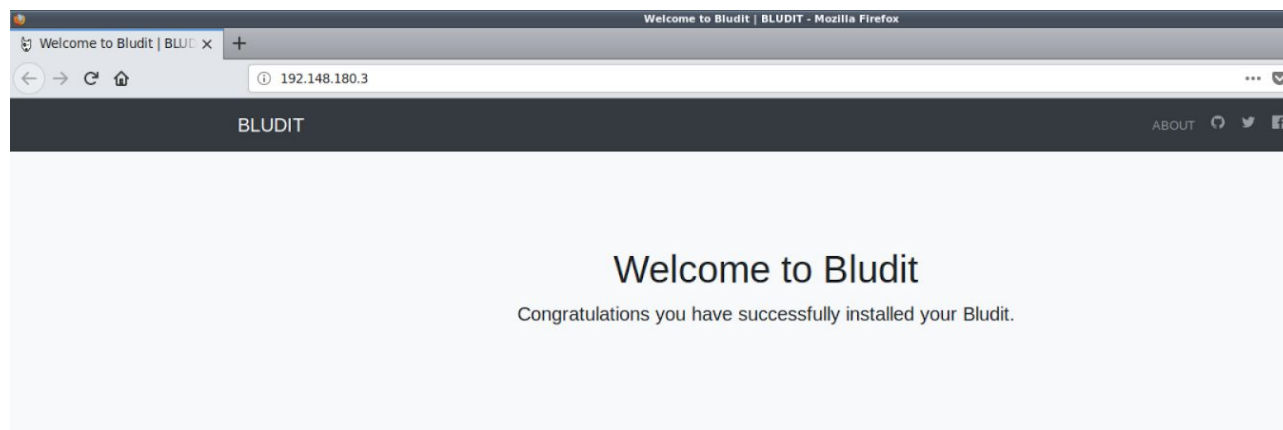 Welcome to Bludit | BLUDIT - Mozilla Firefox
Welcome to Bludit | BLUD
192.148.180.3
BLUDIT
ABOUT
Welcome to Bludit
Congratulations you have successfully installed your Bludit.